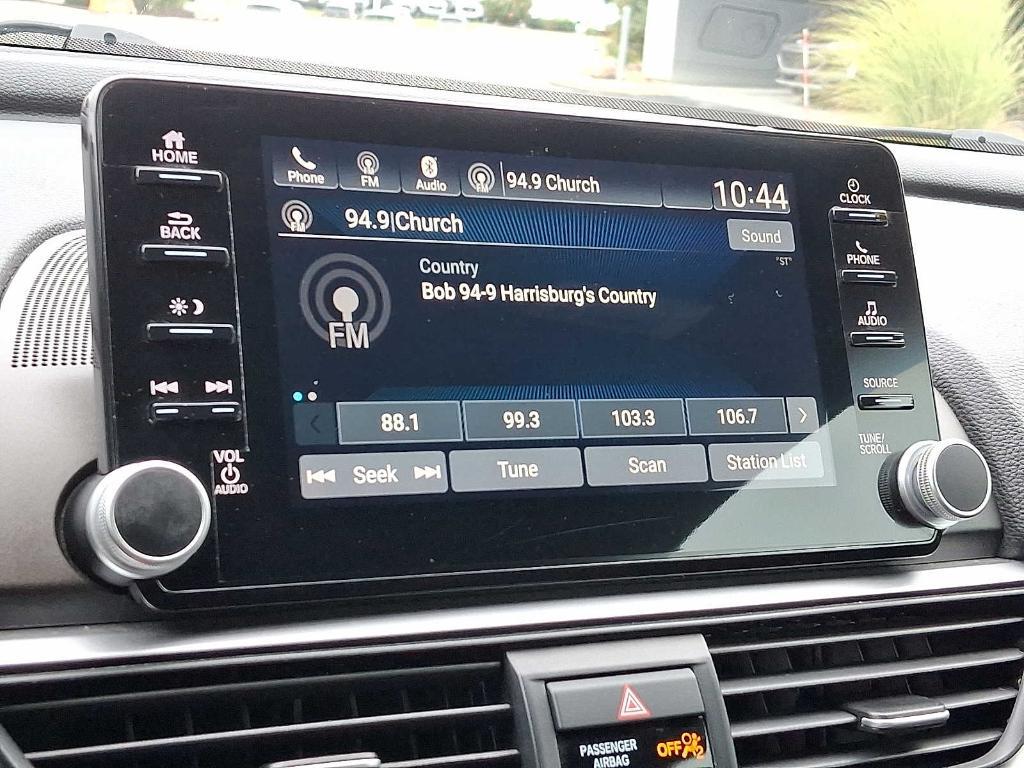 HOME
BACK
VOL
AUDIO
Phone
FM
Audio
FM
94.9 Church
10:44
FM
94.9|Church
Sound
"ST"
Country
Bob 94-9 Harrisburg's Country
FM
88.1
99.3
103.3
106.7
Seek
Tune
Scan
Station List
CLOCK
PHONE
AUDIO
SOURCE
TUNE/
SCROLL
PASSENGER
AIRBAG
OFF